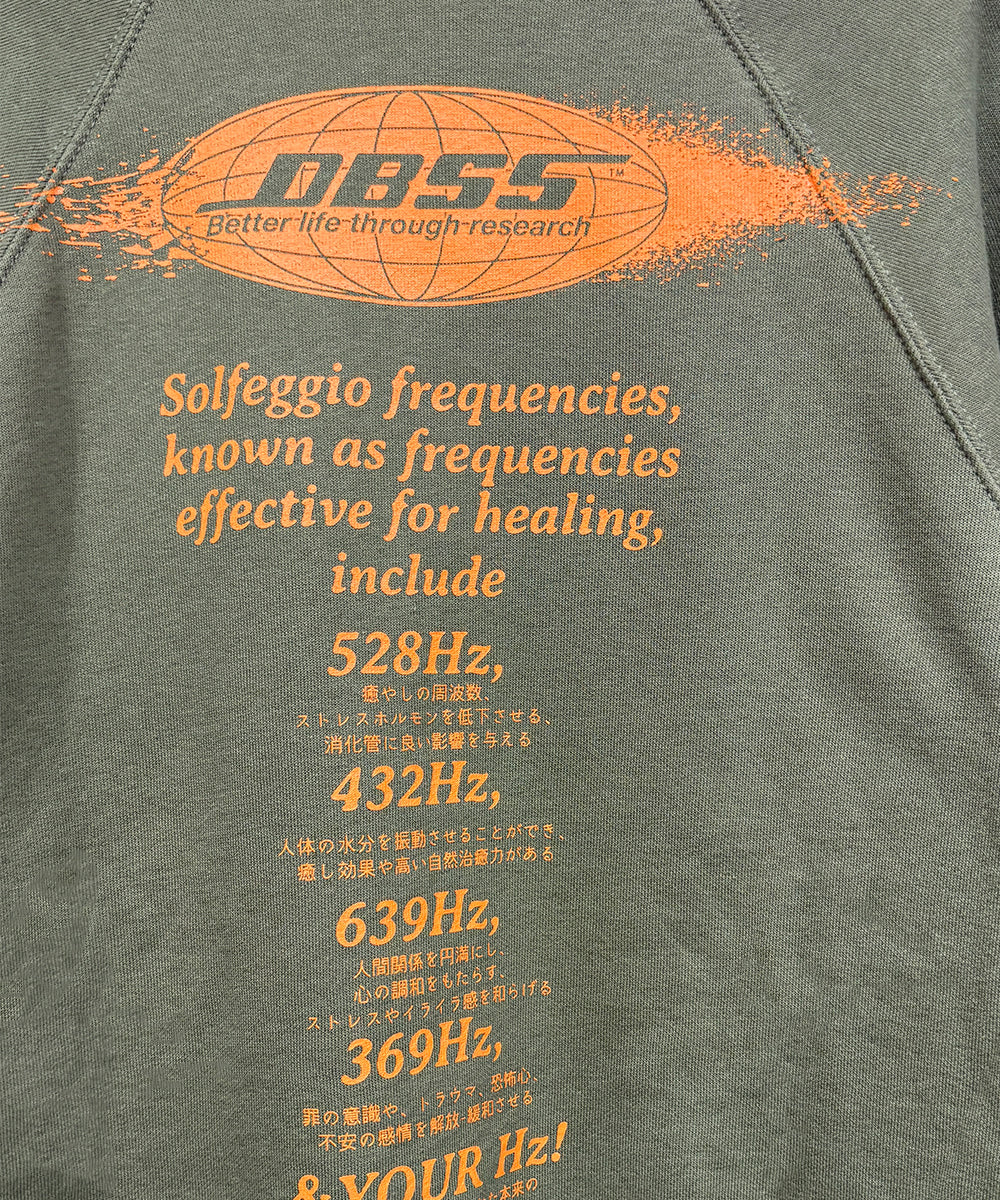 DBSS™
Better life through research
Solfeggio frequencies,
known as frequencies
effective for healing,
include
528Hz,
癒やしの周波数、
ストレスホルモンを低下させる、
消化管に良い影響を与える
432Hz,
人体の水分を振動させることができ、
癒し効果や高い自然治癒力がある
639Hz,
人間関係を円満にし、
心の調和をもたらす、
ストレスやイライラ感を和らげる
369Hz,
罪の意識や、トラウマ、恐怖心、
不安の感情を解放-緩和させる
& YOUR Hz!
た本来の